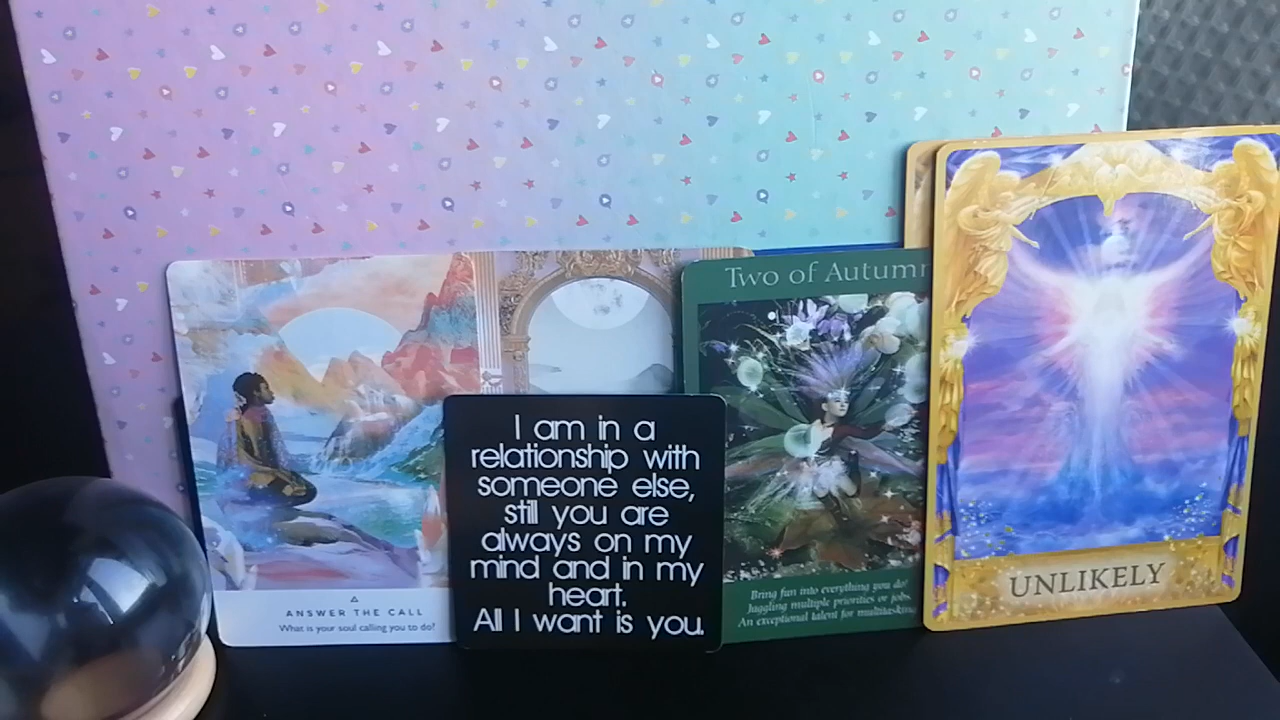 ANSWER THE CALL
What is your soul calling you to do?
I am in a
relationship with
someone else,
still you are
always on my
mind and in my
heart.
All I want is you.
Two of Autumn
Bring fun into everything you do!
Juggling multiple priorities or jobs.
An exceptional talent for multitasking.
UNLIKELY